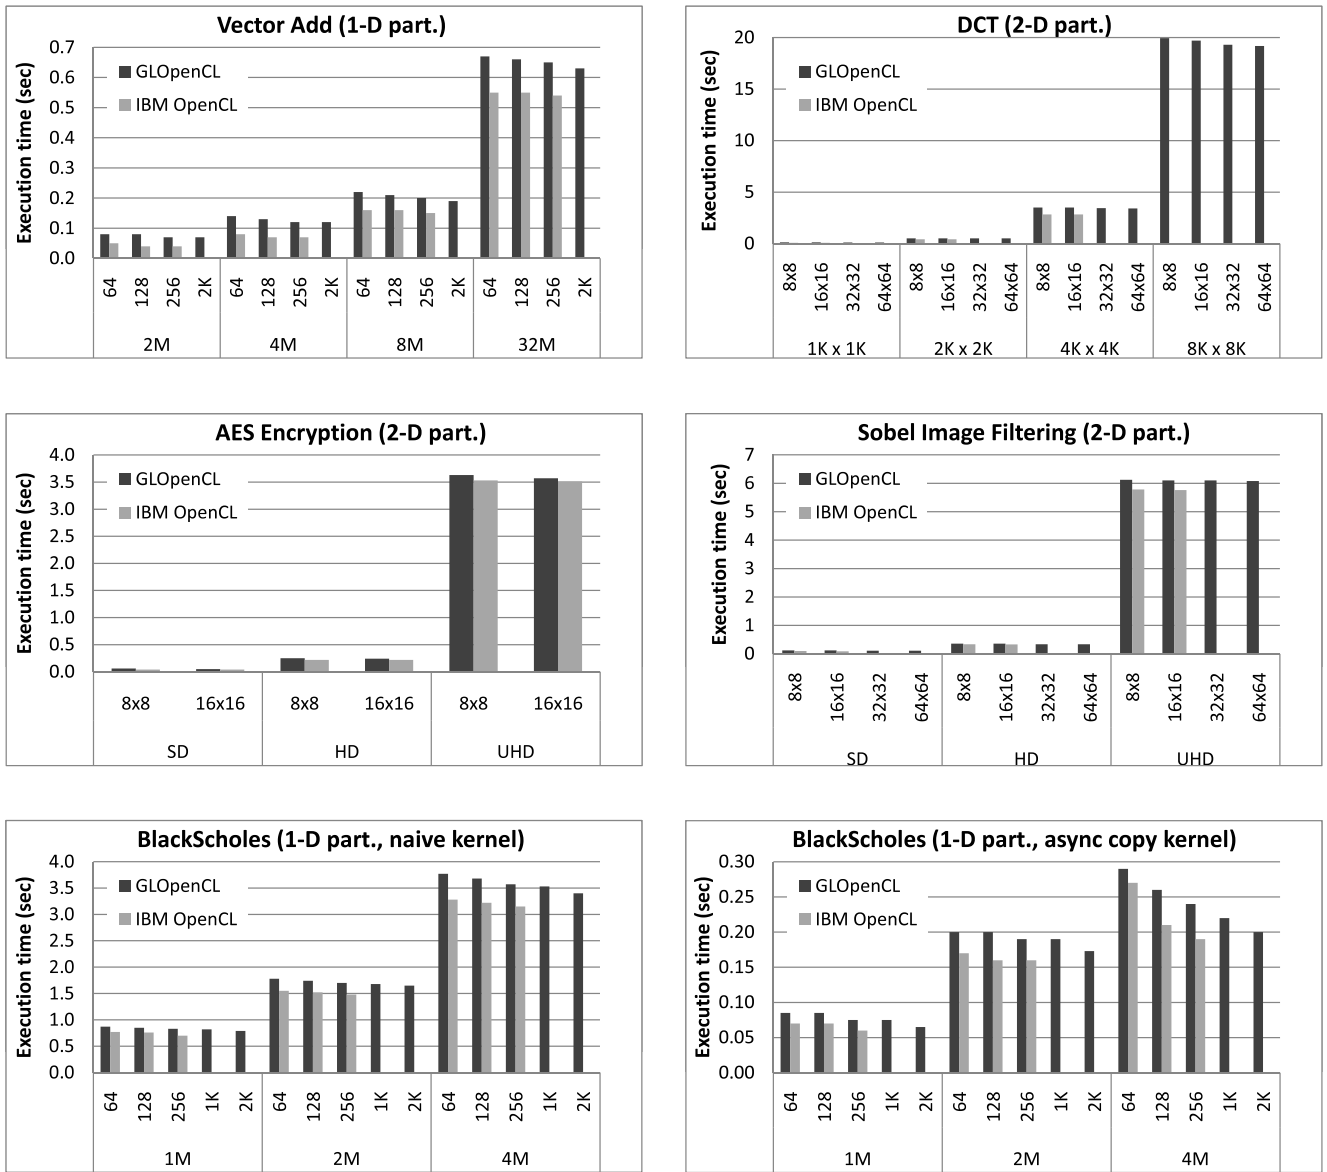 Vector Add (1-D part.)
Execution time (sec)
0.7
0.6
0.5
0.4
0.3
0.2
0.1
0.0
GLOpenCL
IBM OpenCL
64 128 256 2K 64 128 256 2K 64 128 256 2K 64 128 256 2K
2M 4M 8M 32M
DCT (2-D part.)
Execution time (sec)
20
15
10
5
0
GLOpenCL
IBM OpenCL
8x8 16x16 32x32 64x64 8x8 16x16 32x32 64x64 8x8 16x16 32x32 64x64 8x8 16x16 32x32 64x64
1K x 1K 2K x 2K 4K x 4K 8K x 8K
AES Encryption (2-D part.)
Execution time (sec)
4.0
3.5
3.0
2.5
2.0
1.5
1.0
0.5
0.0
GLOpenCL
IBM OpenCL
8x8 16x16 8x8 16x16 8x8 16x16
SD HD UHD
Sobel Image Filtering (2-D part.)
Execution time (sec)
7
6
5
4
3
2
1
0
GLOpenCL
IBM OpenCL
8x8 16x16 32x32 64x64 8x8 16x16 32x32 64x64 8x8 16x16 32x32 64x64
SD HD UHD
BlackScholes (1-D part., naive kernel)
Execution time (sec)
4.0
3.5
3.0
2.5
2.0
1.5
1.0
0.5
0.0
GLOpenCL
IBM OpenCL
64 128 256 1K 2K 64 128 256 1K 2K 64 128 256 1K 2K
1M 2M 4M
BlackScholes (1-D part., async copy kernel)
Execution time (sec)
0.30
0.25
0.20
0.15
0.10
0.05
0.00
GLOpenCL
IBM OpenCL
64 128 256 1K 2K 64 128 256 1K 2K 64 128 256 1K 2K
1M 2M 4M